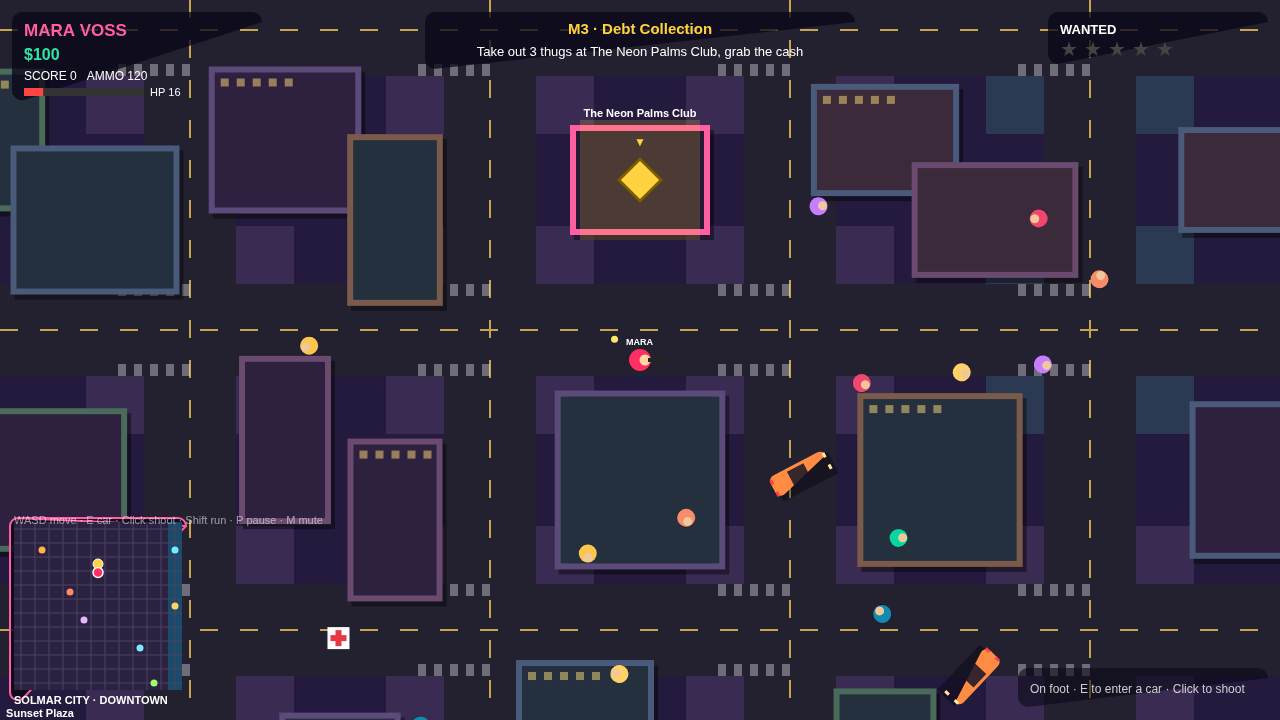 MARA VOSS
$100
SCORE 0 AMMO 120
HP 16
M3 · Debt Collection
Take out 3 thugs at The Neon Palms Club, grab the cash
WANTED
★ ★ ★ ★ ★
The Neon Palms Club
MARA
WASD move · E car · Click shoot · Shift run · P pause · M mute
SOLMAR CITY · DOWNTOWN
Sunset Plaza
On foot · E to enter a car · Click to shoot